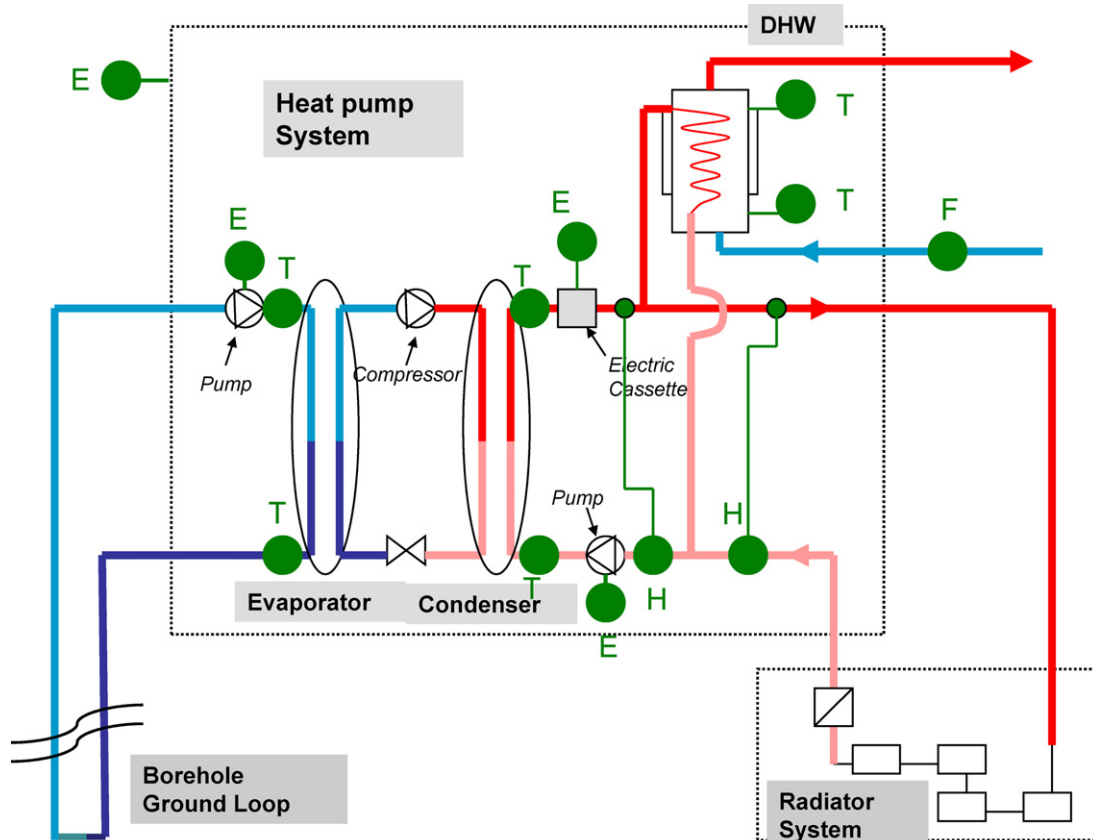 DHW
E
Heat pump
System
T
T
F
E
E
T
T
Pump
Compressor
Electric
Cassette
Pump
T
H
T
H
Evaporator
Condenser
E
Borehole
Ground Loop
Radiator
System